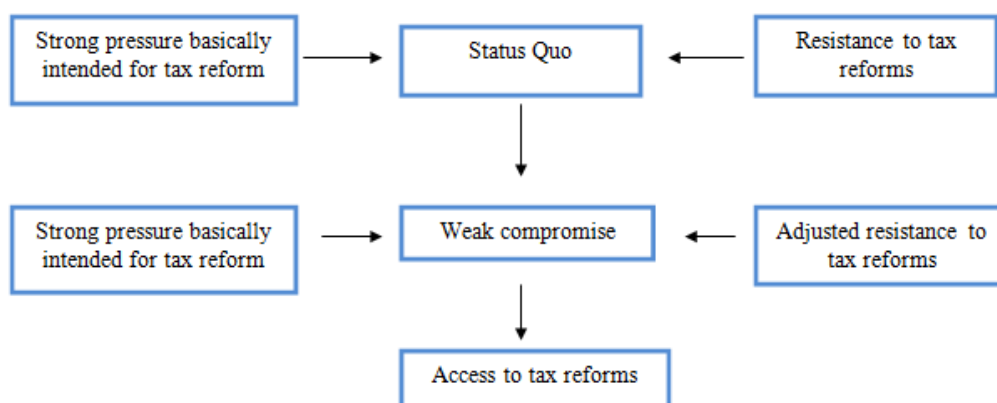 Strong pressure basically
intended for tax reform
Status Quo
Resistance to tax
reforms
Strong pressure basically
intended for tax reform
Weak compromise
Adjusted resistance to
tax reforms
Access to tax reforms